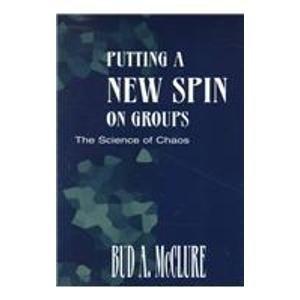 PUTTING A
NEW SPIN
ON GROUPS
The Science of Chaos
BUD A. McCLURE